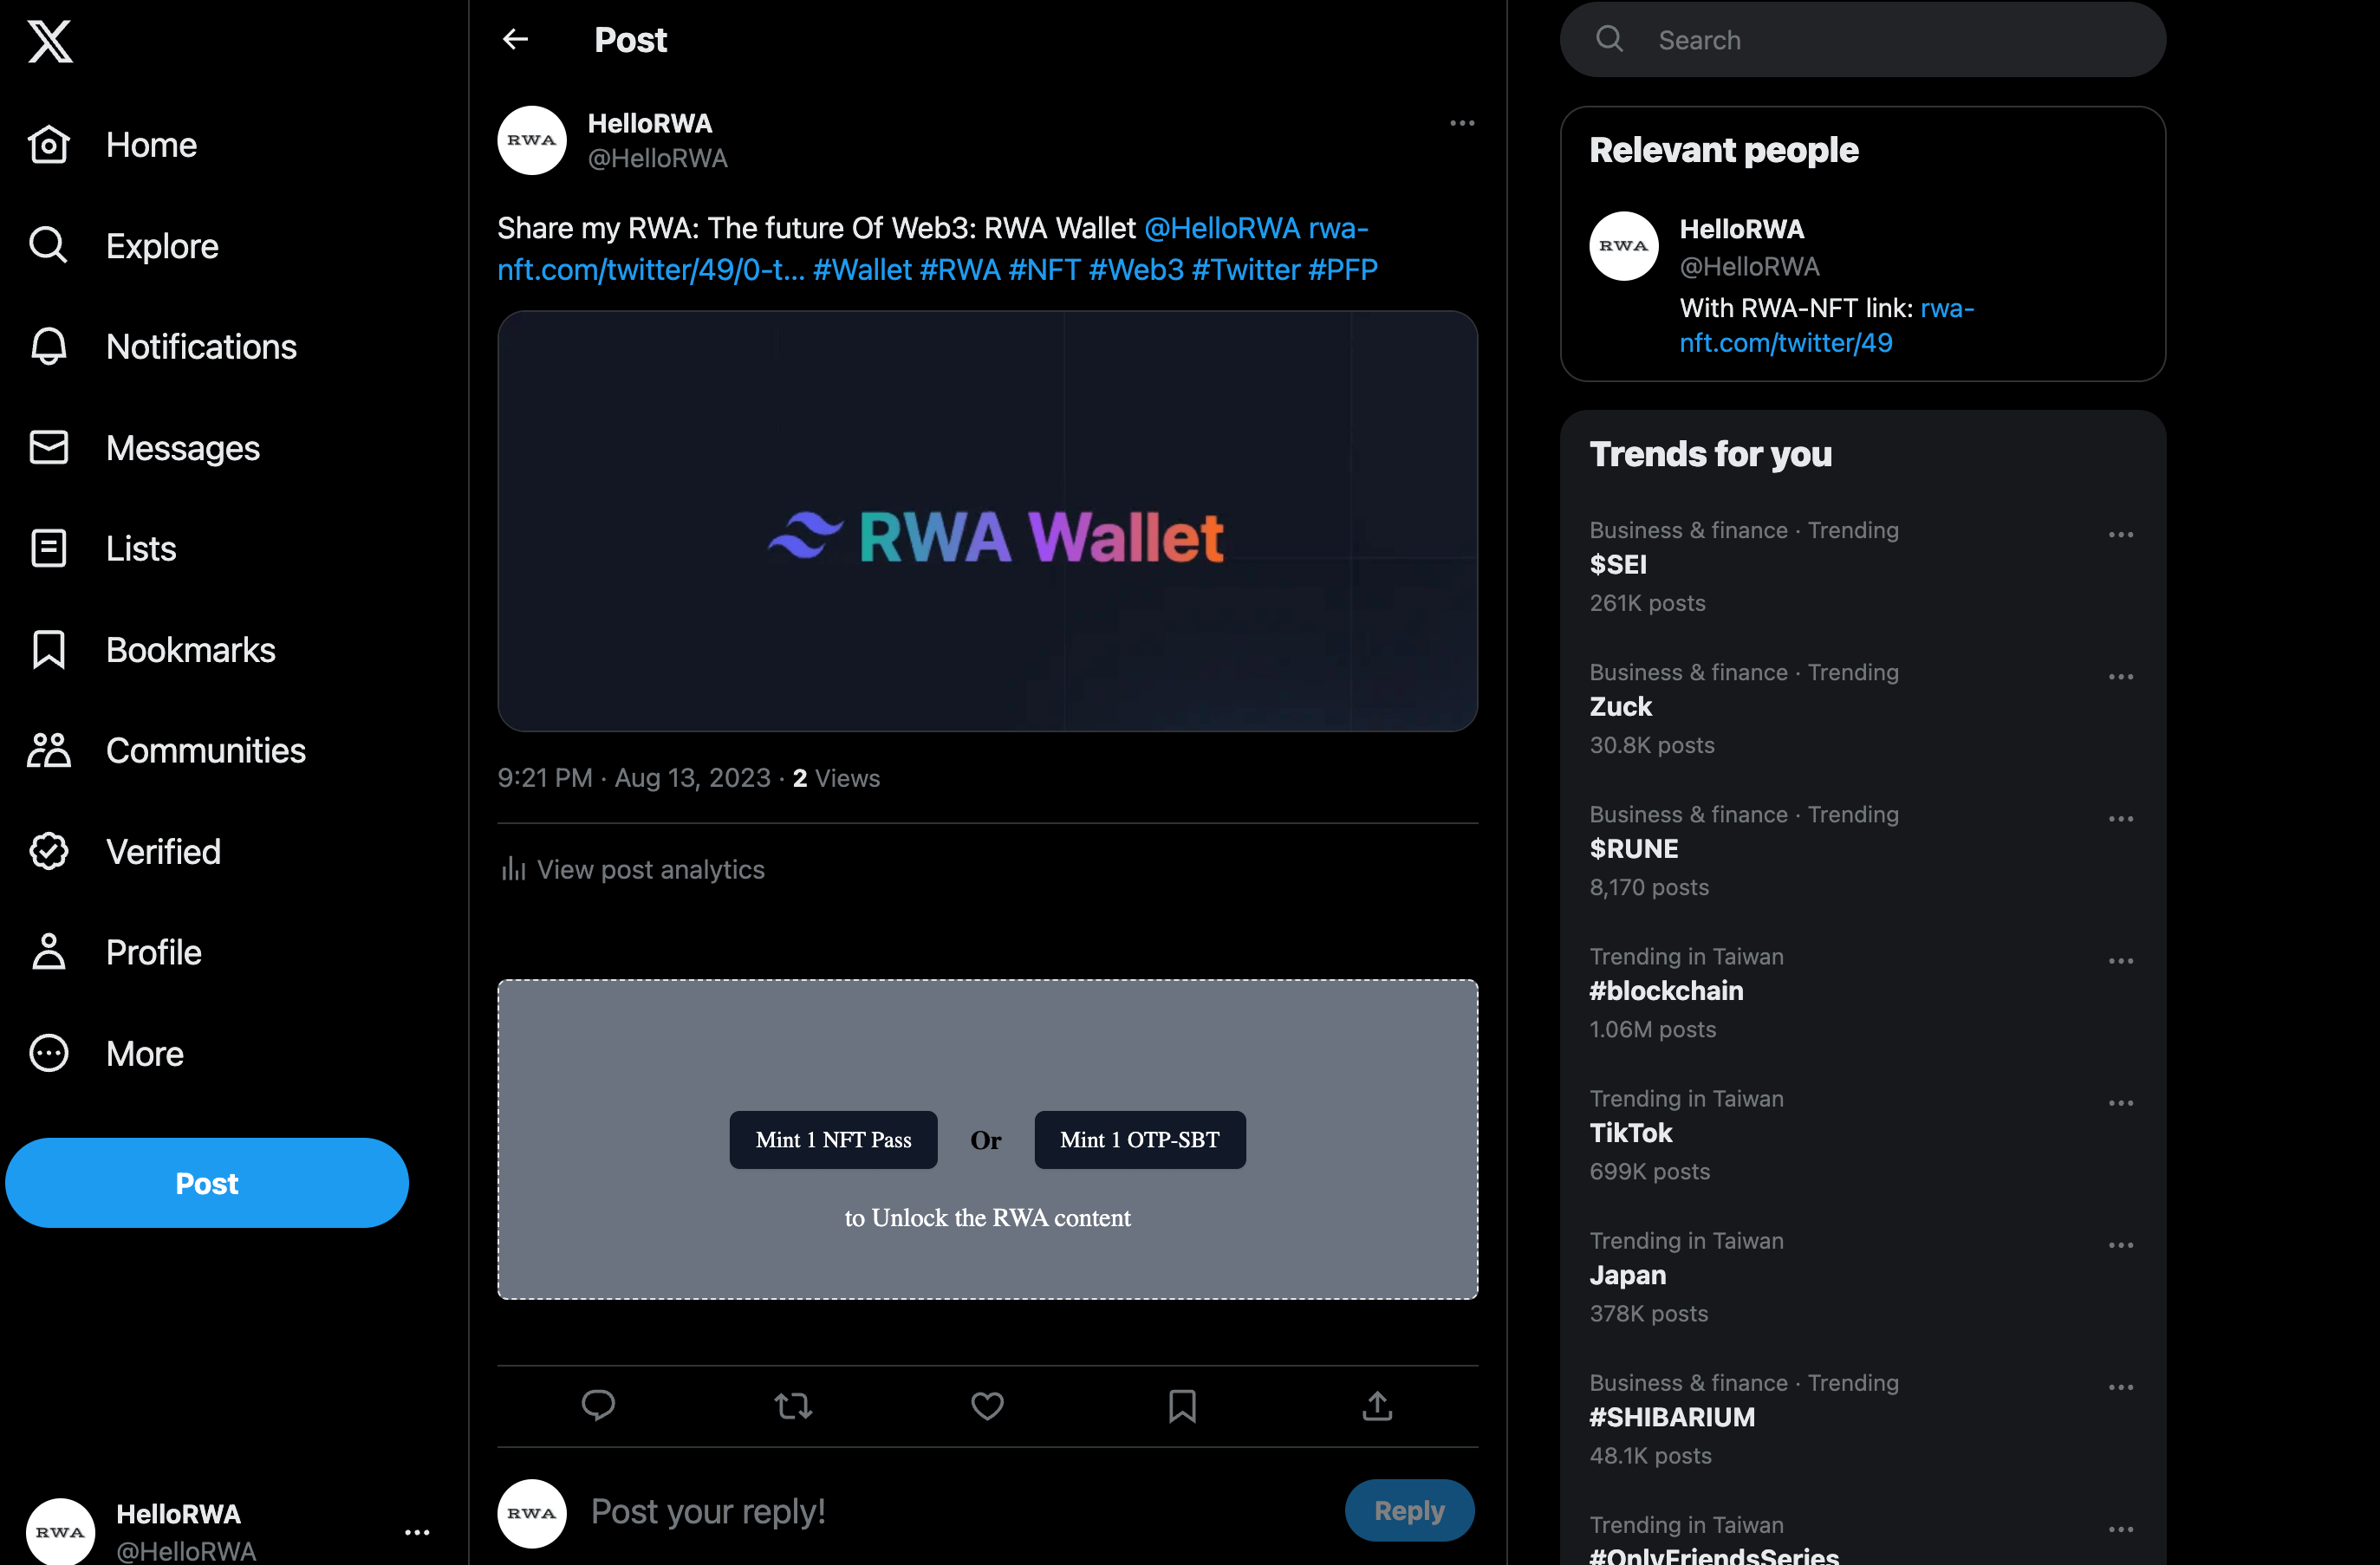 Home
Explore
Notifications
Messages
Lists
Bookmarks
Communities
Verified
Profile
More
Post
HelloRWA
@HelloRWA
Post
RWA
HelloRWA
@HelloRWA
Share my RWA: The future Of Web3: RWA Wallet @HelloRWA rwa-
nft.com/twitter/49/0-t... #Wallet #RWA #NFT #Web3 #Twitter #PFP
RWA Wallet
9:21 PM · Aug 13, 2023 · 2 Views
View post analytics
Mint 1 NFT Pass Or Mint 1 OTP-SBT
to Unlock the RWA content
RWA
Post your reply!
Reply
RWA
Search
Relevant people
RWA
HelloRWA
@HelloRWA
With RWA-NFT link: rwa-
nft.com/twitter/49
Trends for you
Business & finance · Trending
$SEI
261K posts
Business & finance · Trending
Zuck
30.8K posts
Business & finance · Trending
$RUNE
8,170 posts
Trending in Taiwan
#blockchain
1.06M posts
Trending in Taiwan
TikTok
699K posts
Trending in Taiwan
Japan
378K posts
Business & finance · Trending
#SHIBARIUM
48.1K posts
Trending in Taiwan
#OnlyFriendsSeries